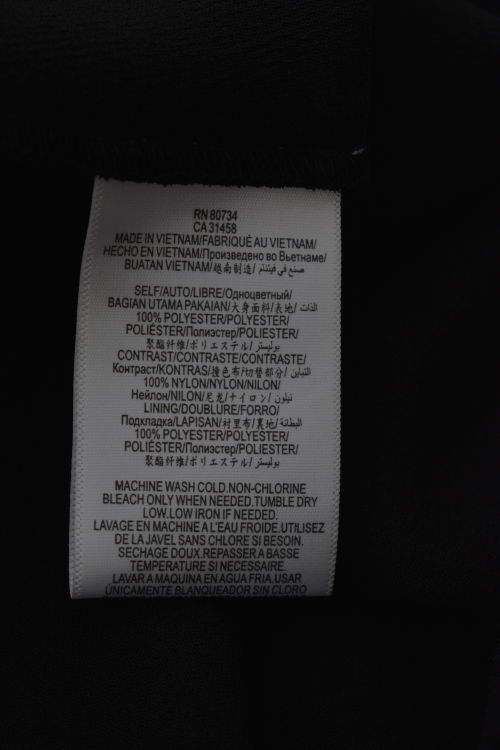 RN 80734
CA 31458
MADE IN VIETNAM/FABRIQUÉ AU VIETNAM/
HECHO EN VIETNAM/Произведено во Вьетнаме/
BUATAN VIETNAM/越南制造/ صنع في فيتنام
SELF/AUTO/LIBRE/Одноцветный/
BAGIAN UTAMA PAKAIAN/大身面料/表地/ الذات
100% POLYESTER/POLYESTER/
POLIÉSTER/Полиэстер/POLIESTER/
聚酯纤维/ポリエステル/ بوليستر
CONTRAST/CONTRASTE/CONTRASTE/
Контраст/KONTRAS/撞色布/切替部分/ التباين
100% NYLON/NYLON/NILON/
Нейлон/NILON/尼龙/ナイロン/ نيلون
LINING/DOUBLURE/FORRO/
Подкладка/LAPISAN/衬里布/裏地/ البطانة
100% POLYESTER/POLYESTER/
POLIÉSTER/Полиэстер/POLIESTER/
聚酯纤维/ポリエステル/ بوليستر
MACHINE WASH COLD.NON-CHLORINE
BLEACH ONLY WHEN NEEDED.TUMBLE DRY
LOW.LOW IRON IF NEEDED.
LAVAGE EN MACHINE A L'EAU FROIDE.UTILISEZ
DE LA JAVEL SANS CHLORE SI BESOIN.
SECHAGE DOUX.REPASSER A BASSE
TEMPERATURE SI NECESSAIRE.
LAVAR A MAQUINA EN AGUA FRIA.USAR
ÚNICAMENTE BLANQUEADOR SIN CLORO